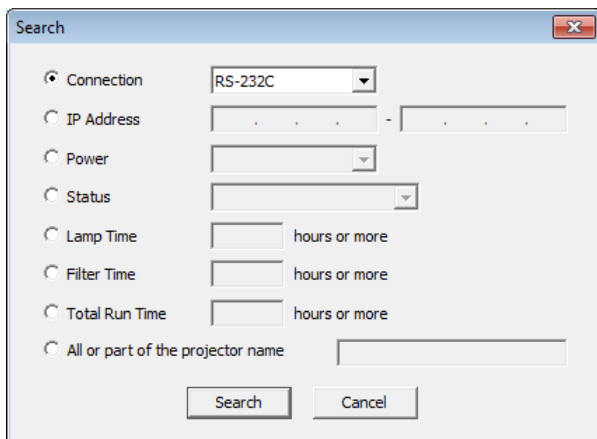 Search
Connection RS-232C
IP Address . . . - . . .
Power
Status
Lamp Time hours or more
Filter Time hours or more
Total Run Time hours or more
All or part of the projector name
Search Cancel